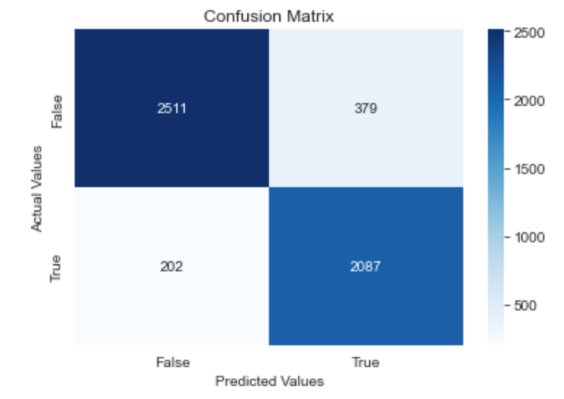 Confusion Matrix
Actual Values
False
True
2511
379
202
2087
False
True
Predicted Values
2500
2000
1500
1000
500